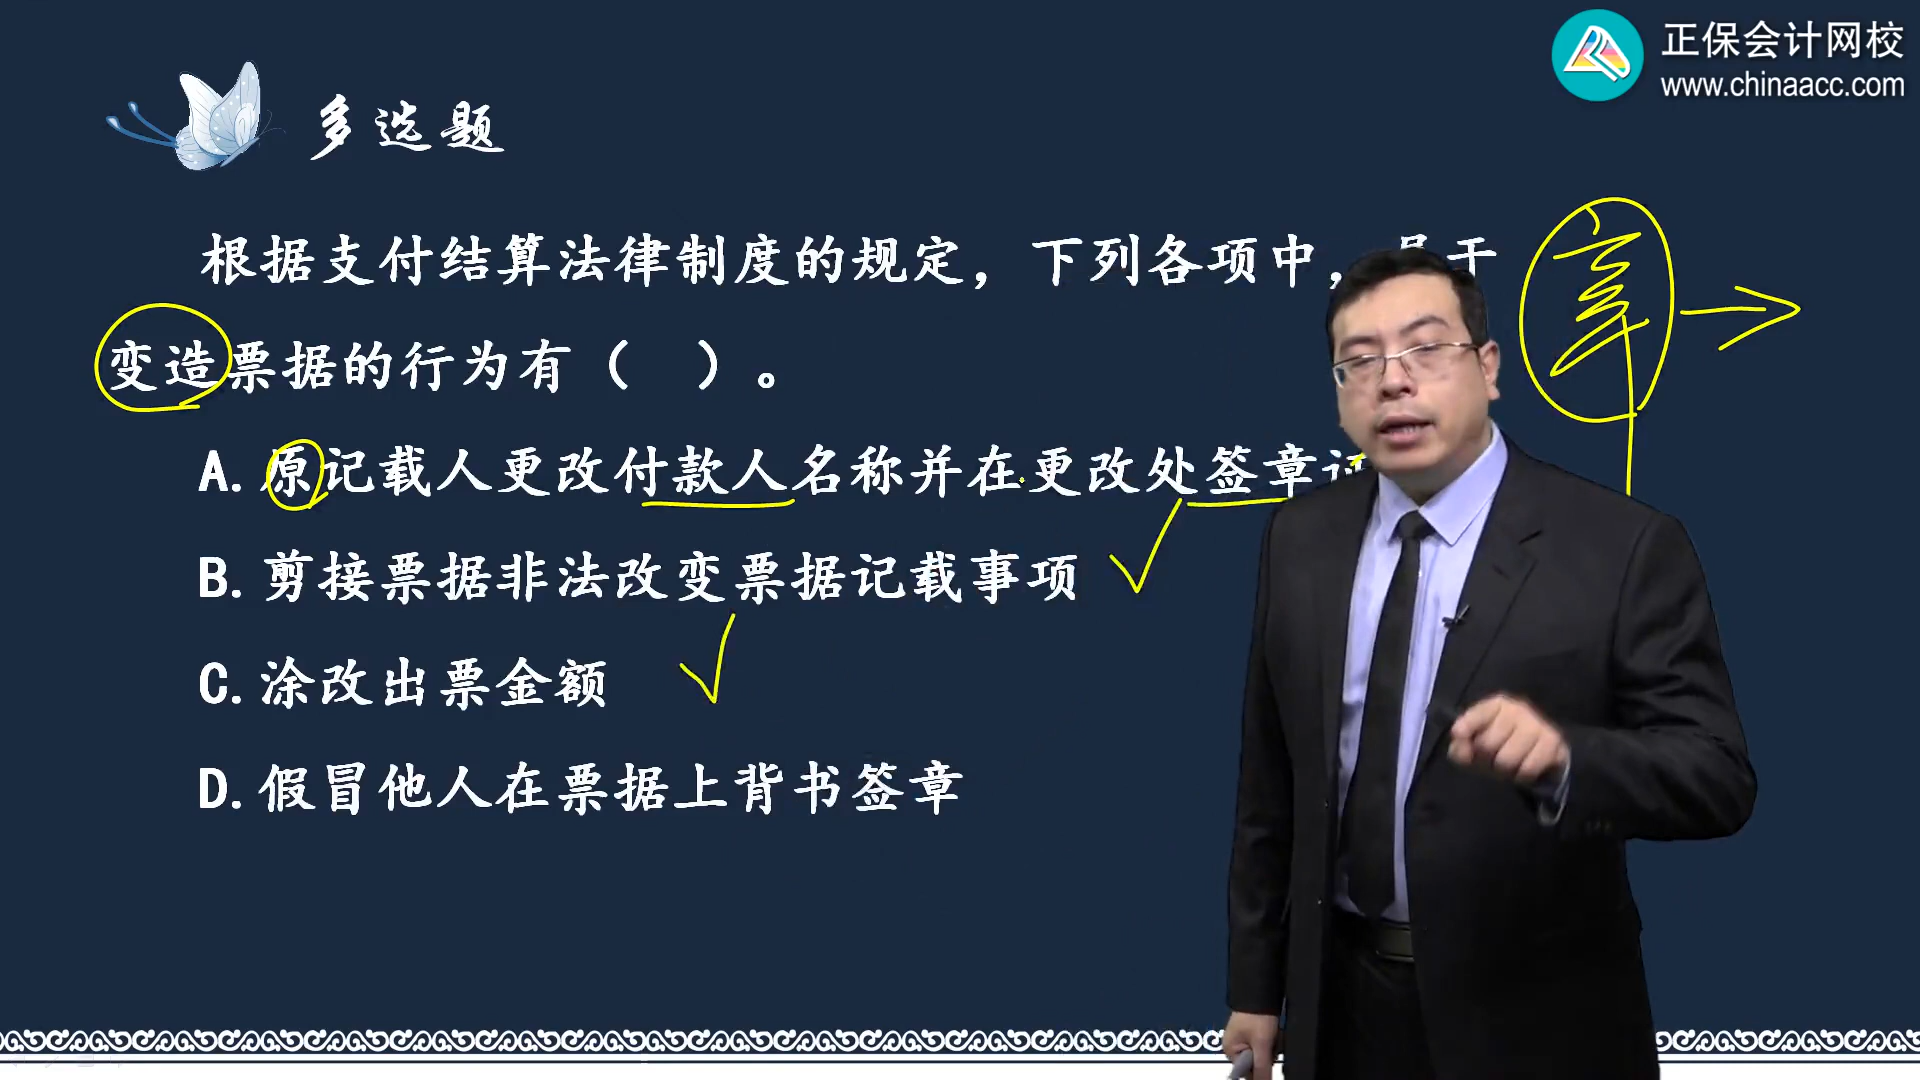 正保会计网校
www.chinaacc.com
多选题
根据支付结算法律制度的规定，下列各项中，属于
变造票据的行为有（ ）。
A.原记载人更改付款人名称并在更改处签章
B.剪接票据非法改变票据记载事项
C.涂改出票金额
D.假冒他人在票据上背书签章
章